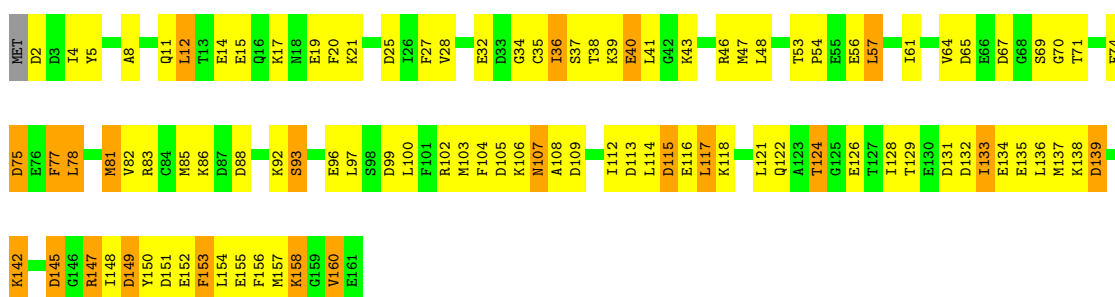 MET D2 D3 I4 Y5 A8 Q11 L12 T13 E14 E15 Q16 K17 N18 E19 F20 K21 D25 I26 F27 V28 E32 D33 G34 C35 I36 S37 T38 K39 E40 L41 G42 K43 R46 M47 L48 T53 P54 E55 E56 L57 I61 V64 D65 E66 D67 G68 S69 G70 T71
D75 E76 F77 L78 M81 V82 R83 C84 M85 K86 D87 D88 K92 S93 E96 L97 S98 D99 L100 F101 R102 M103 F104 D105 K106 N107 A108 D109 I112 D113 L114 D115 E116 L117 K118 L121 Q122 A123 T124 G125 E126 T127 I128 T129 E130 D131 D132 I133 E134 E135 L136 M137 K138 D139
K142 D145 G146 R147 I148 D149 Y150 D151 E152 F153 L154 E155 F156 M157 K158 G159 V160 E161